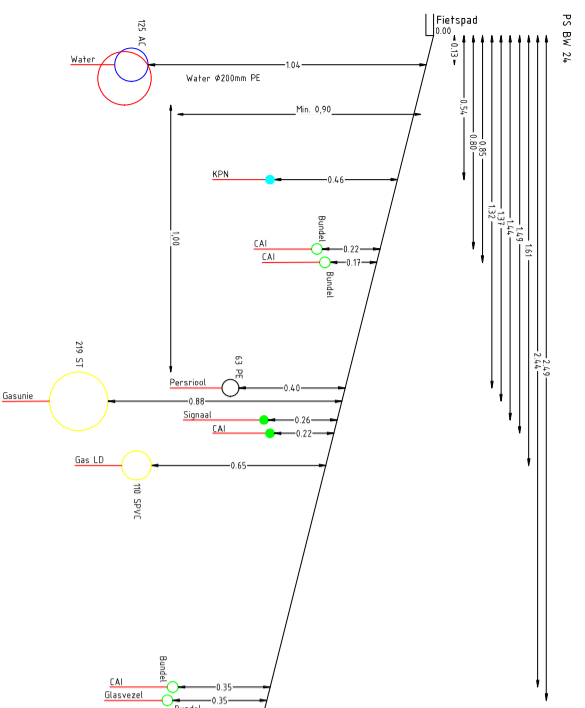 PS BW 24
Fietspad
0.00
0.13
0.54
0.80
0.85
1.32
1.37
1.44
1.49
1.61
2.44
2.49
125 AC
Water
1.04
Water Ø200mm PE
Min. 0,90
1,00
KPN
0.46
Bundel
CAI
0.22
CAI
0.17
Bundel
219 ST
63 PE
Persriool
0.40
Gasunie
0.88
Signaal
0.26
CAI
0.22
Gas LD
0.65
110 SPVC
Bundel
CAI
0.35
Glasvezel
0.35
Bundel